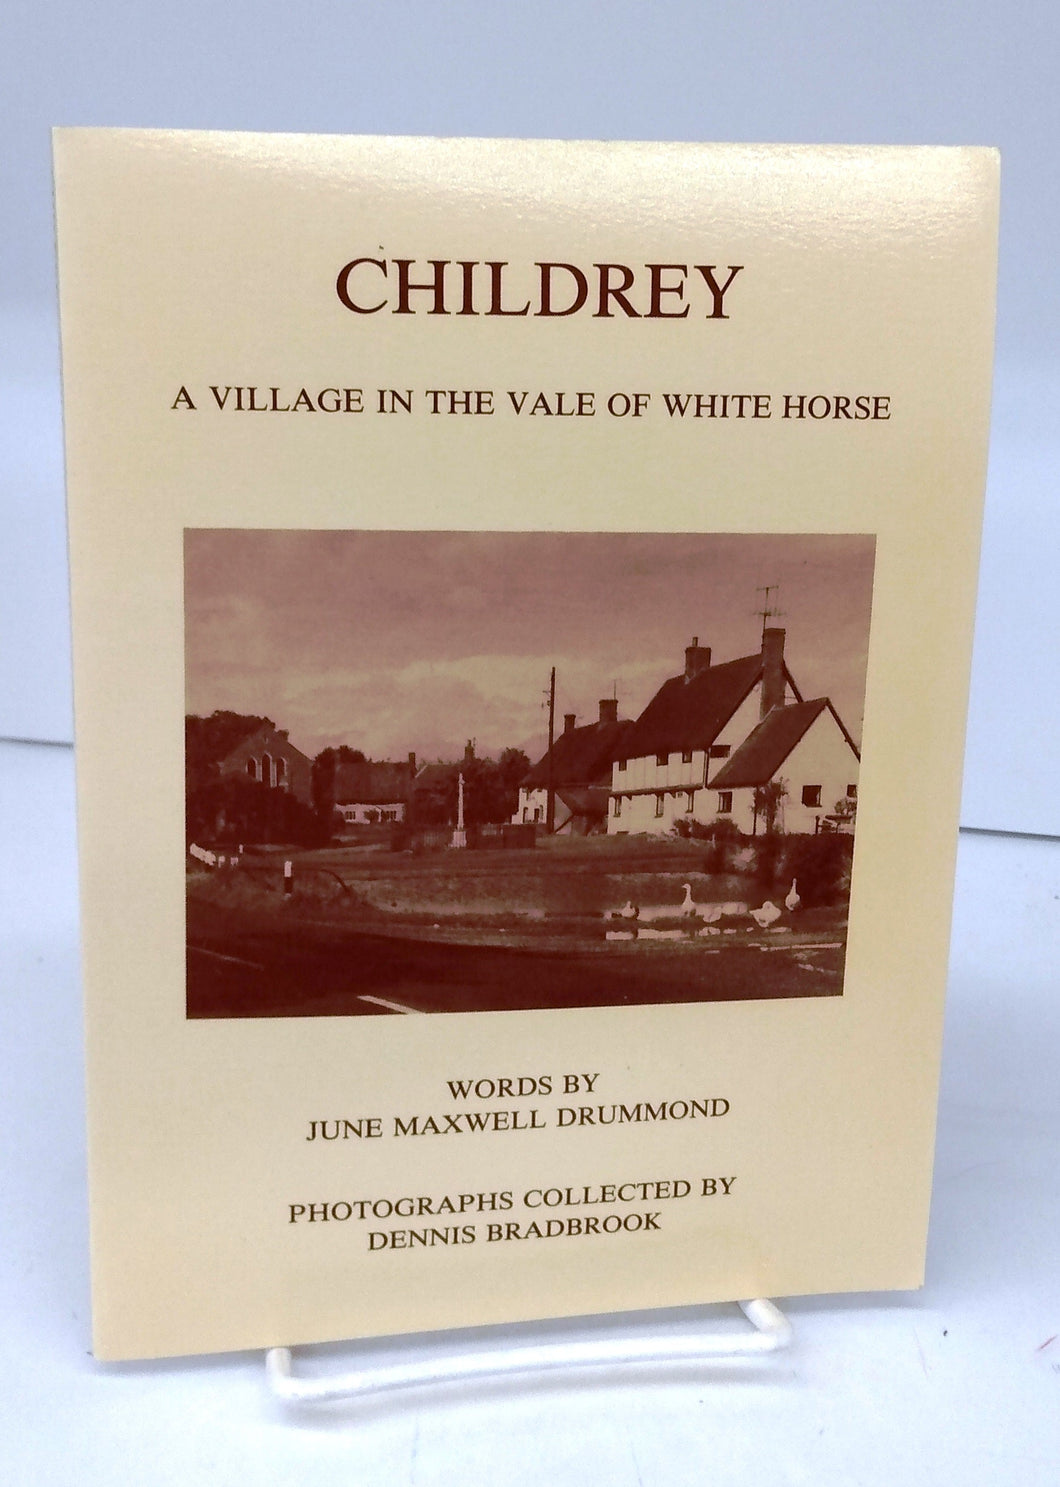 CHILDREY
A VILLAGE IN THE VALE OF WHITE HORSE
WORDS BY
JUNE MAXWELL DRUMMOND
PHOTOGRAPHS COLLECTED BY
DENNIS BRADBROOK